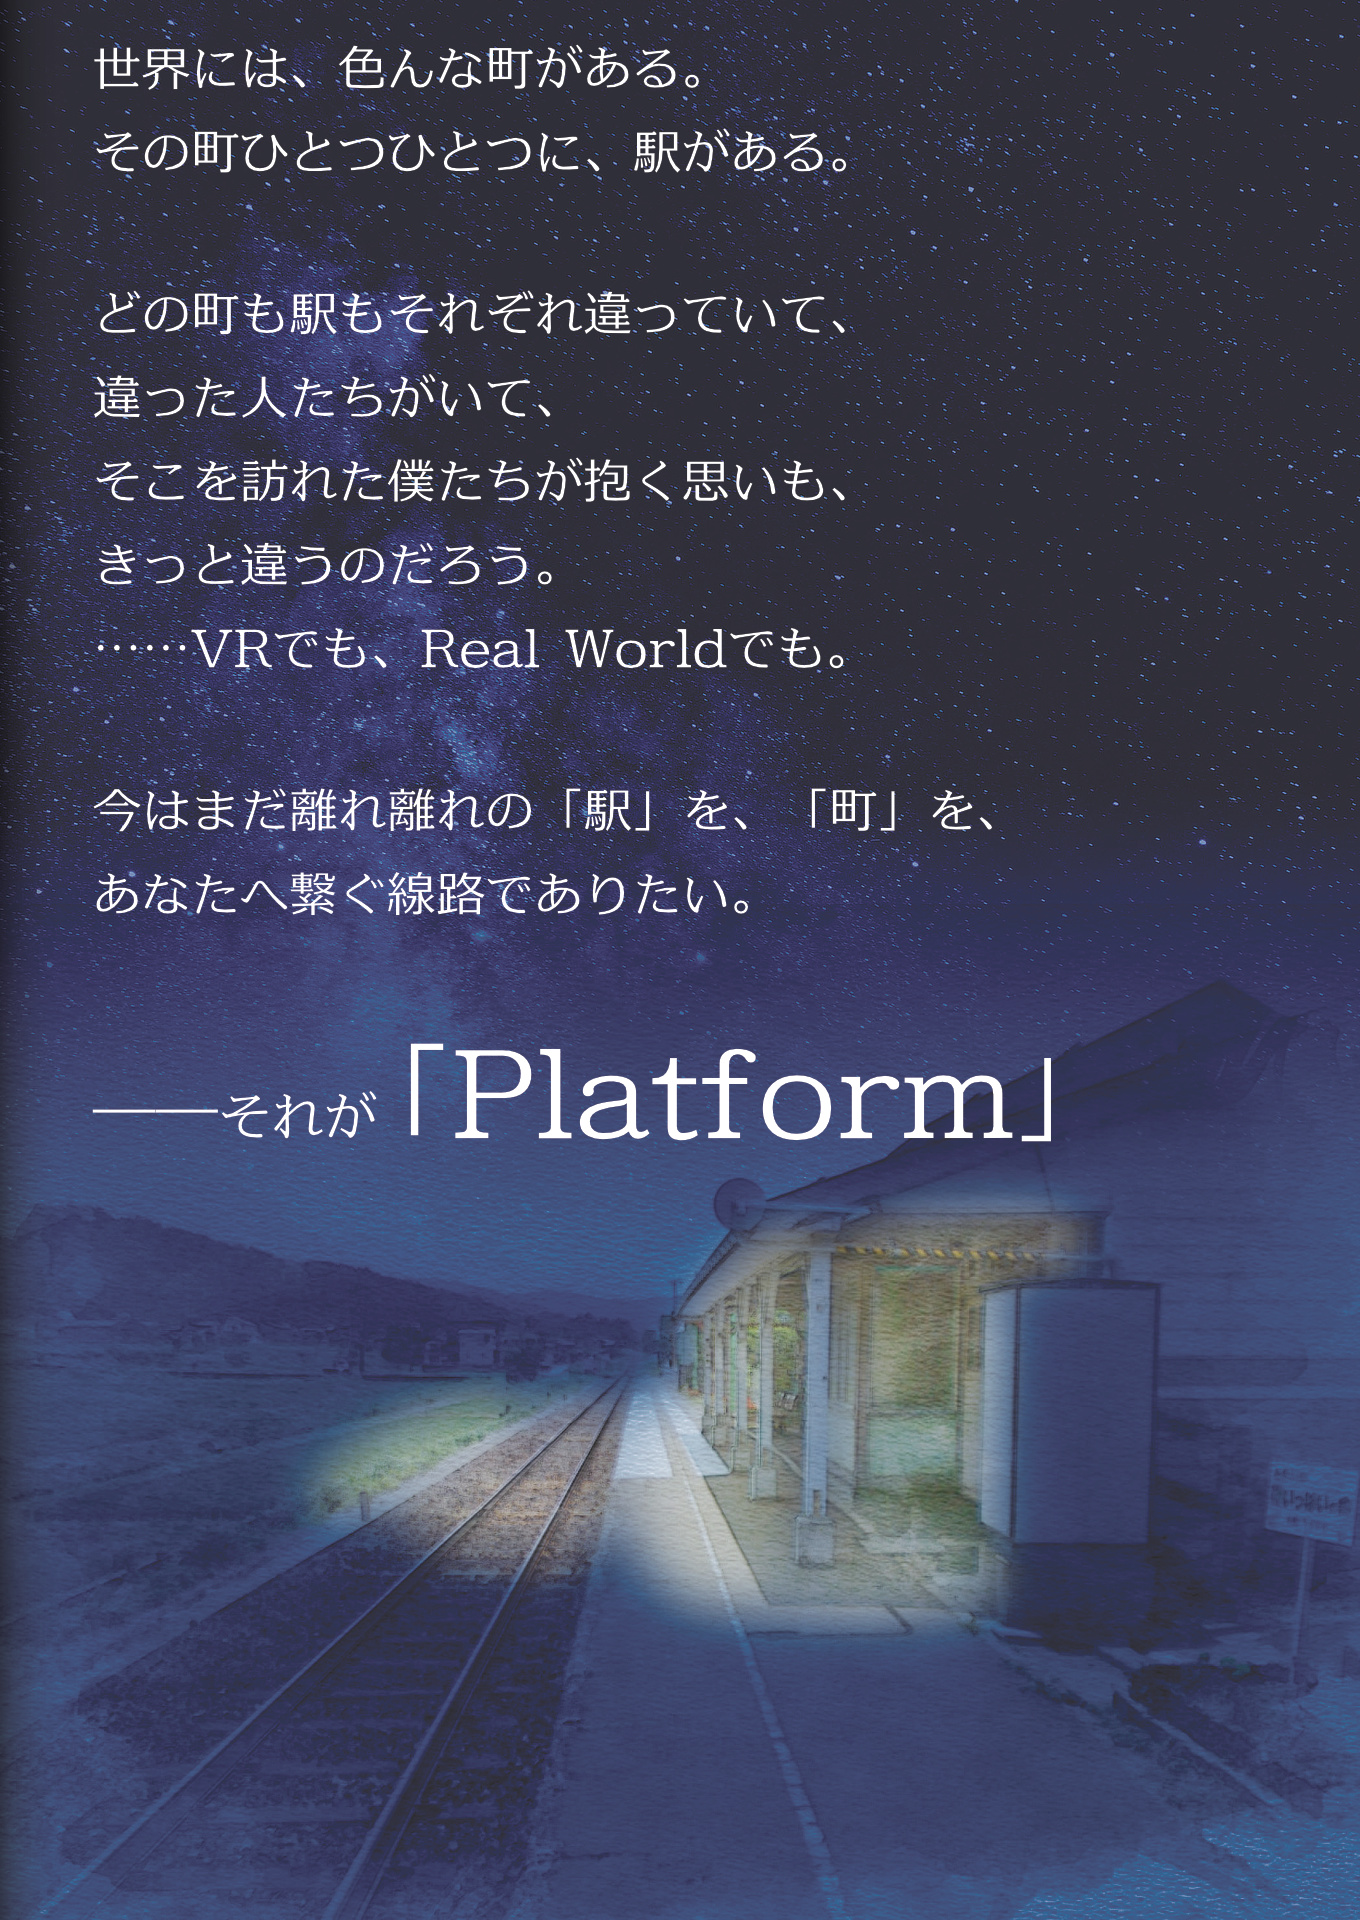 世界には、色んな町がある。
その町ひとつひとつに、駅がある。
どの町も駅もそれぞれ違っていて、
違った人たちがいて、
そこを訪れた僕たちが抱く思いも、
きっと違うのだろう。
……VRでも、Real Worldでも。
今はまだ離れ離れの「駅」を、「町」を、
あなたへ繋ぐ線路でありたい。
――それが「Platform」